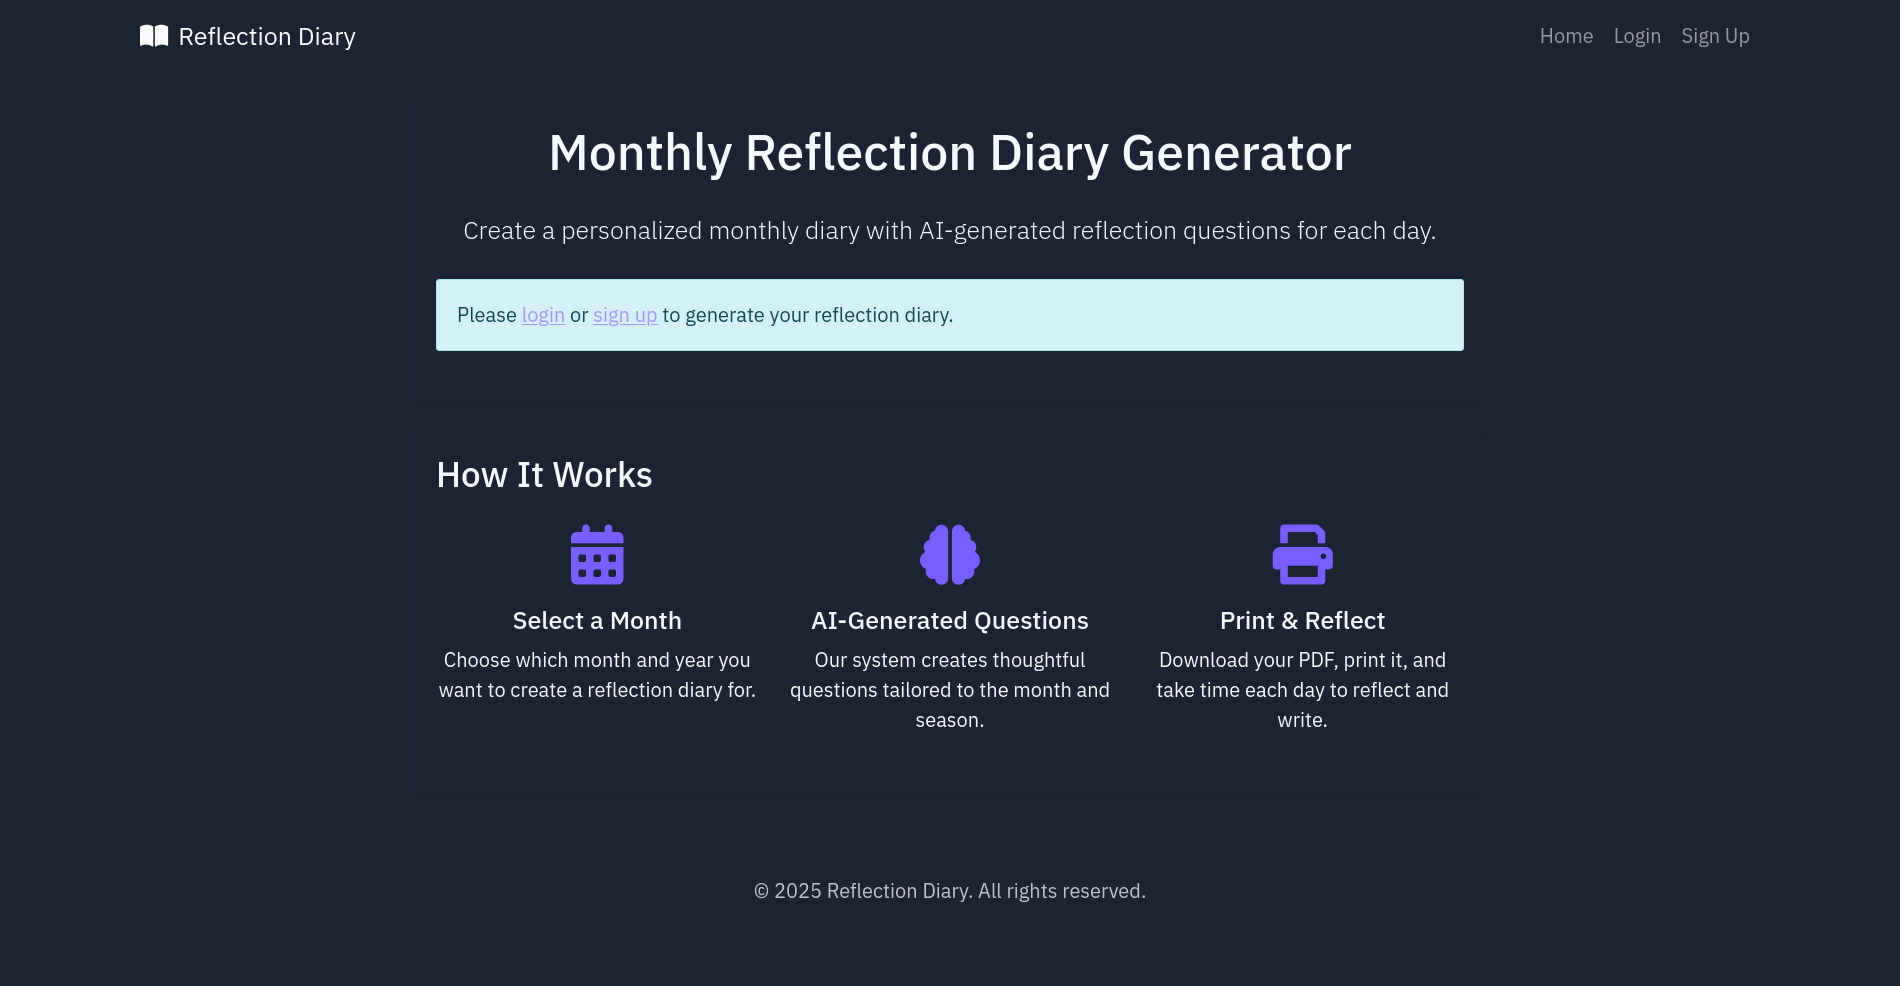 Reflection Diary
Home Login Sign Up
Monthly Reflection Diary Generator
Create a personalized monthly diary with AI-generated reflection questions for each day.
Please login or sign up to generate your reflection diary.
How It Works
Select a Month
Choose which month and year you
want to create a reflection diary for.
AI-Generated Questions
Our system creates thoughtful
questions tailored to the month and
season.
Print & Reflect
Download your PDF, print it, and
take time each day to reflect and
write.
© 2025 Reflection Diary. All rights reserved.